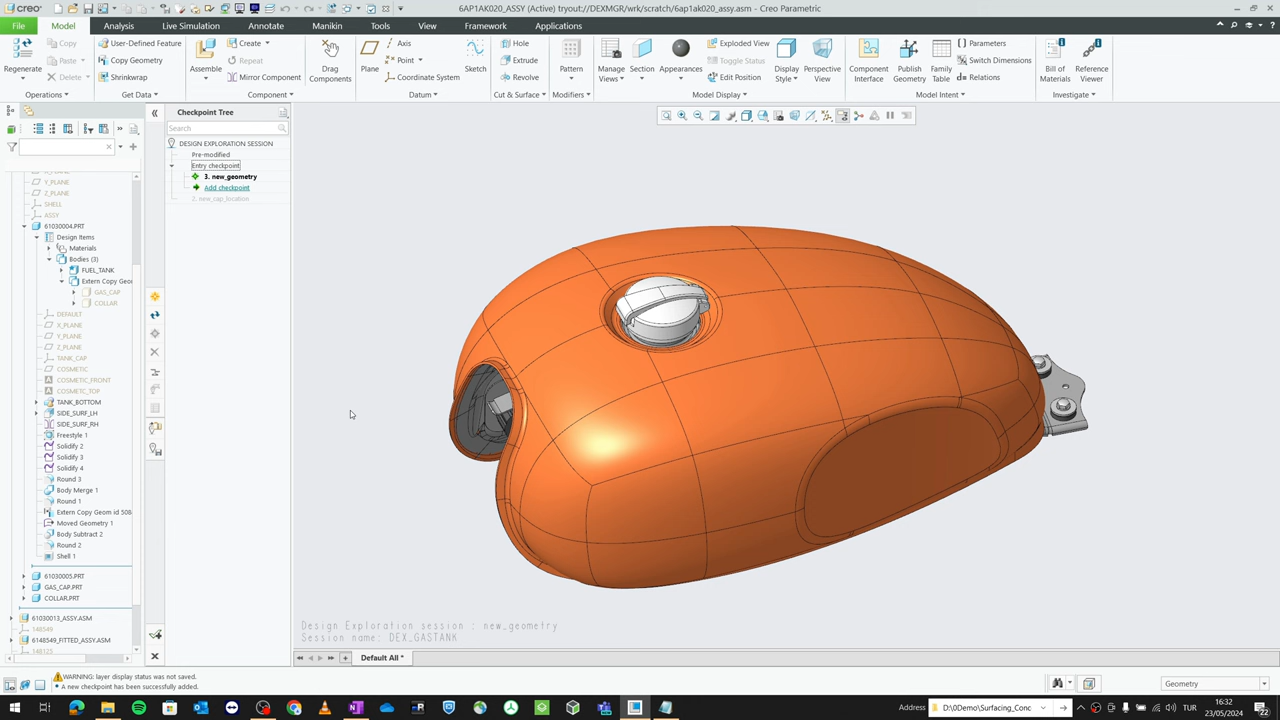 creo
6AP1AK020_ASSY (Active) tryout://DEXMGR/wrk/scratch/6ap1ak020_assy.asm - Creo Parametric
File
Model
Analysis
Live Simulation
Annotate
Manikin
Tools
View
Framework
Applications
Regenerate
Copy
Paste
Delete
Operations
User-Defined Feature
Copy Geometry
Shrinkwrap
Get Data
Assemble
Create
Repeat
Mirror Component
Component
Drag
Components
Plane
Axis
Point
Coordinate System
Sketch
Datum
Hole
Extrude
Revolve
Cut & Surface
Pattern
Modifiers
Manage
Views
Section
Appearances
Exploded View
Toggle Status
Edit Position
Display
Style
Perspective
View
Model Display
Component
Interface
Publish
Geometry
Family
Table
Parameters
Switch Dimensions
Relations
Model Intent
Bill of
Materials
Reference
Viewer
Investigate
Y_PLANE
Z_PLANE
SHELL
ASSY
61030004.PRT
Design Items
Materials
Bodies (3)
FUEL_TANK
Extern Copy Geo
GAS_CAP
COLLAR
DEFAULT
X_PLANE
Y_PLANE
Z_PLANE
TANK_CAP
COSMETIC
COSMETIC_FRONT
COSMETC_TOP
TANK_BOTTOM
SIDE_SURF_LH
SIDE_SURF_RH
Freestyle 1
Solidify 2
Solidify 3
Solidify 4
Round 3
Body Merge 1
Round 1
Extern Copy Geom id 508
Moved Geometry 1
Body Subtract 2
Round 2
Shell 1
61030005.PRT
GAS_CAP.PRT
COLLAR.PRT
61030013_ASSY.ASM
148549
6148549_FITTED_ASSY.ASM
148123
Checkpoint Tree
Search
DESIGN EXPLORATION SESSION
Pre-modified
Entry checkpoint
3. new_geometry
Add checkpoint
2. new_cap_location
Design Exploration session : new_geometry
Session name: DEX_GASTANK
Default All *
WARNING: layer display status was not saved.
• A new checkpoint has been successfully added.
Geometry
Address
D:\0Demo\Surfacing_Conc
TUR
16:32
23/05/2024
22